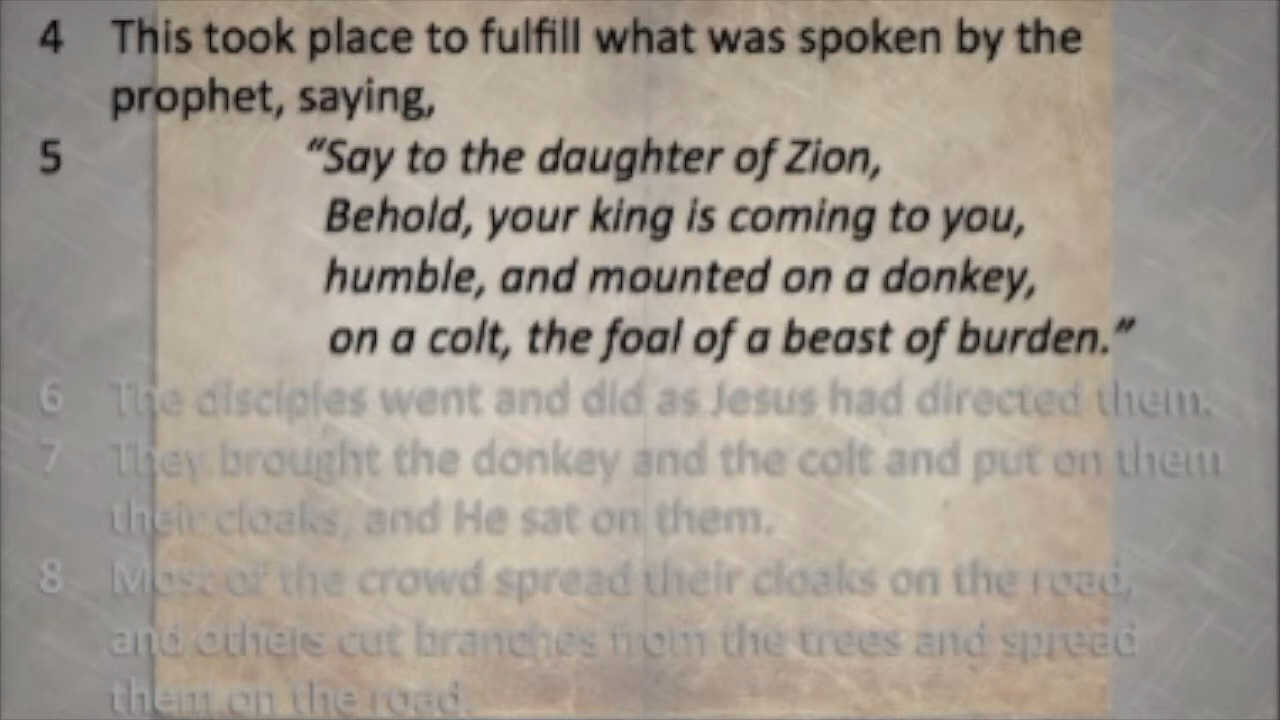 4 This took place to fulfill what was spoken by the
prophet, saying,
5 “Say to the daughter of Zion,
Behold, your king is coming to you,
humble, and mounted on a donkey,
on a colt, the foal of a beast of burden.”
6 The disciples went and did as Jesus had directed them.
7 They brought the donkey and the colt and put on them
their cloaks, and He sat on them.
8 Most of the crowd spread their cloaks on the road,
and others cut branches from the trees and spread
them on the road.